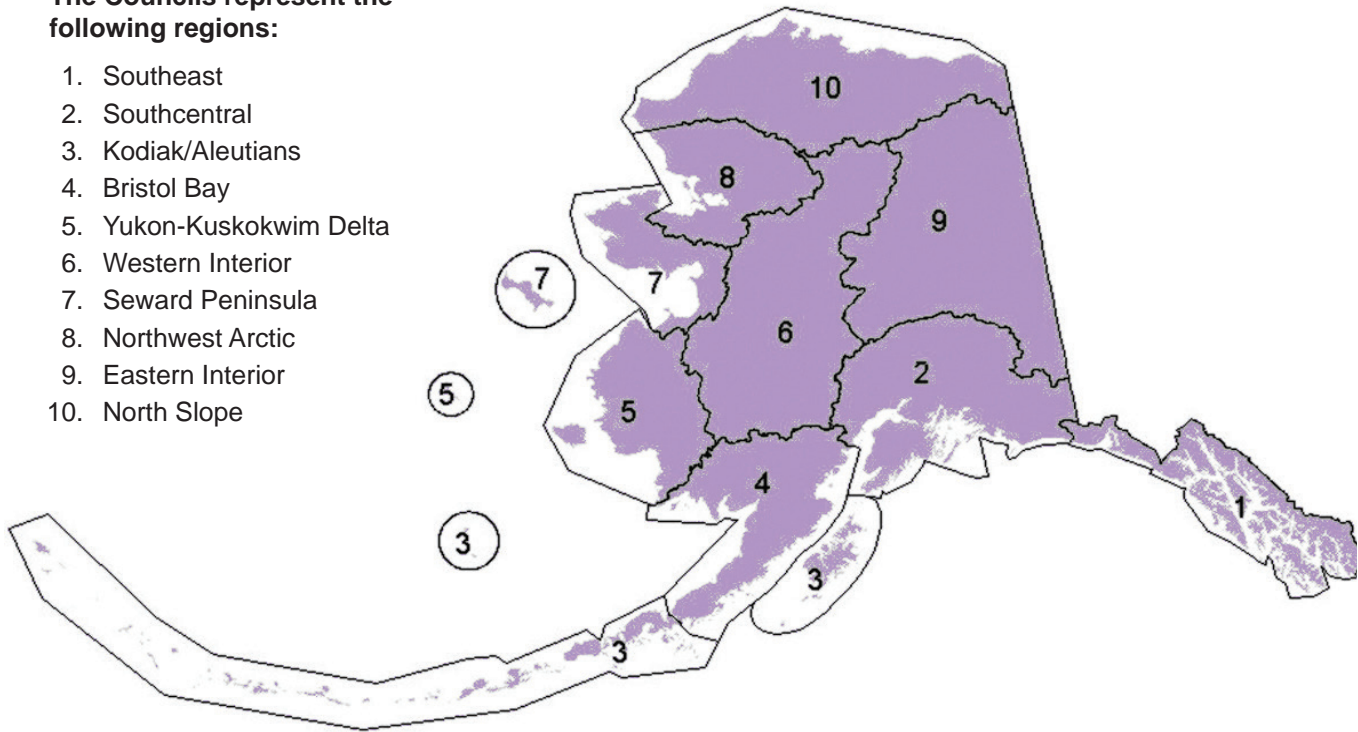 The Councils represent the
following regions:
1. Southeast
2. Southcentral
3. Kodiak/Aleutians
4. Bristol Bay
5. Yukon-Kuskokwim Delta
6. Western Interior
7. Seward Peninsula
8. Northwest Arctic
9. Eastern Interior
10. North Slope
10
8
9
7
7
6
2
5
5
4
1
3
3
3